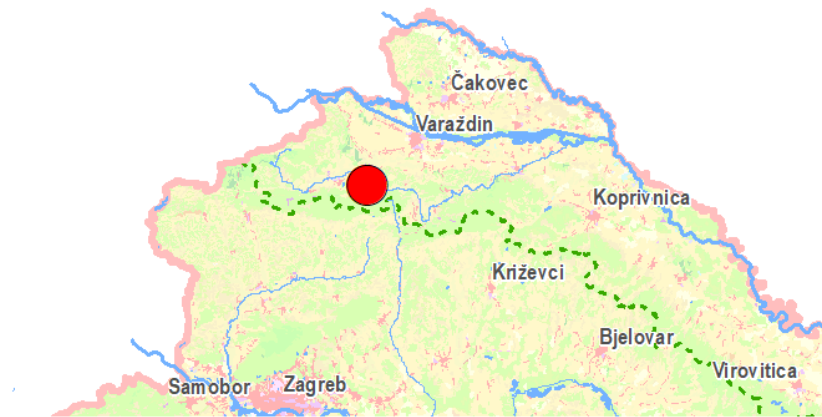 Čakovec
Varaždin
Koprivnica
Križevci
Bjelovar
Virovitica
Samobor
Zagreb